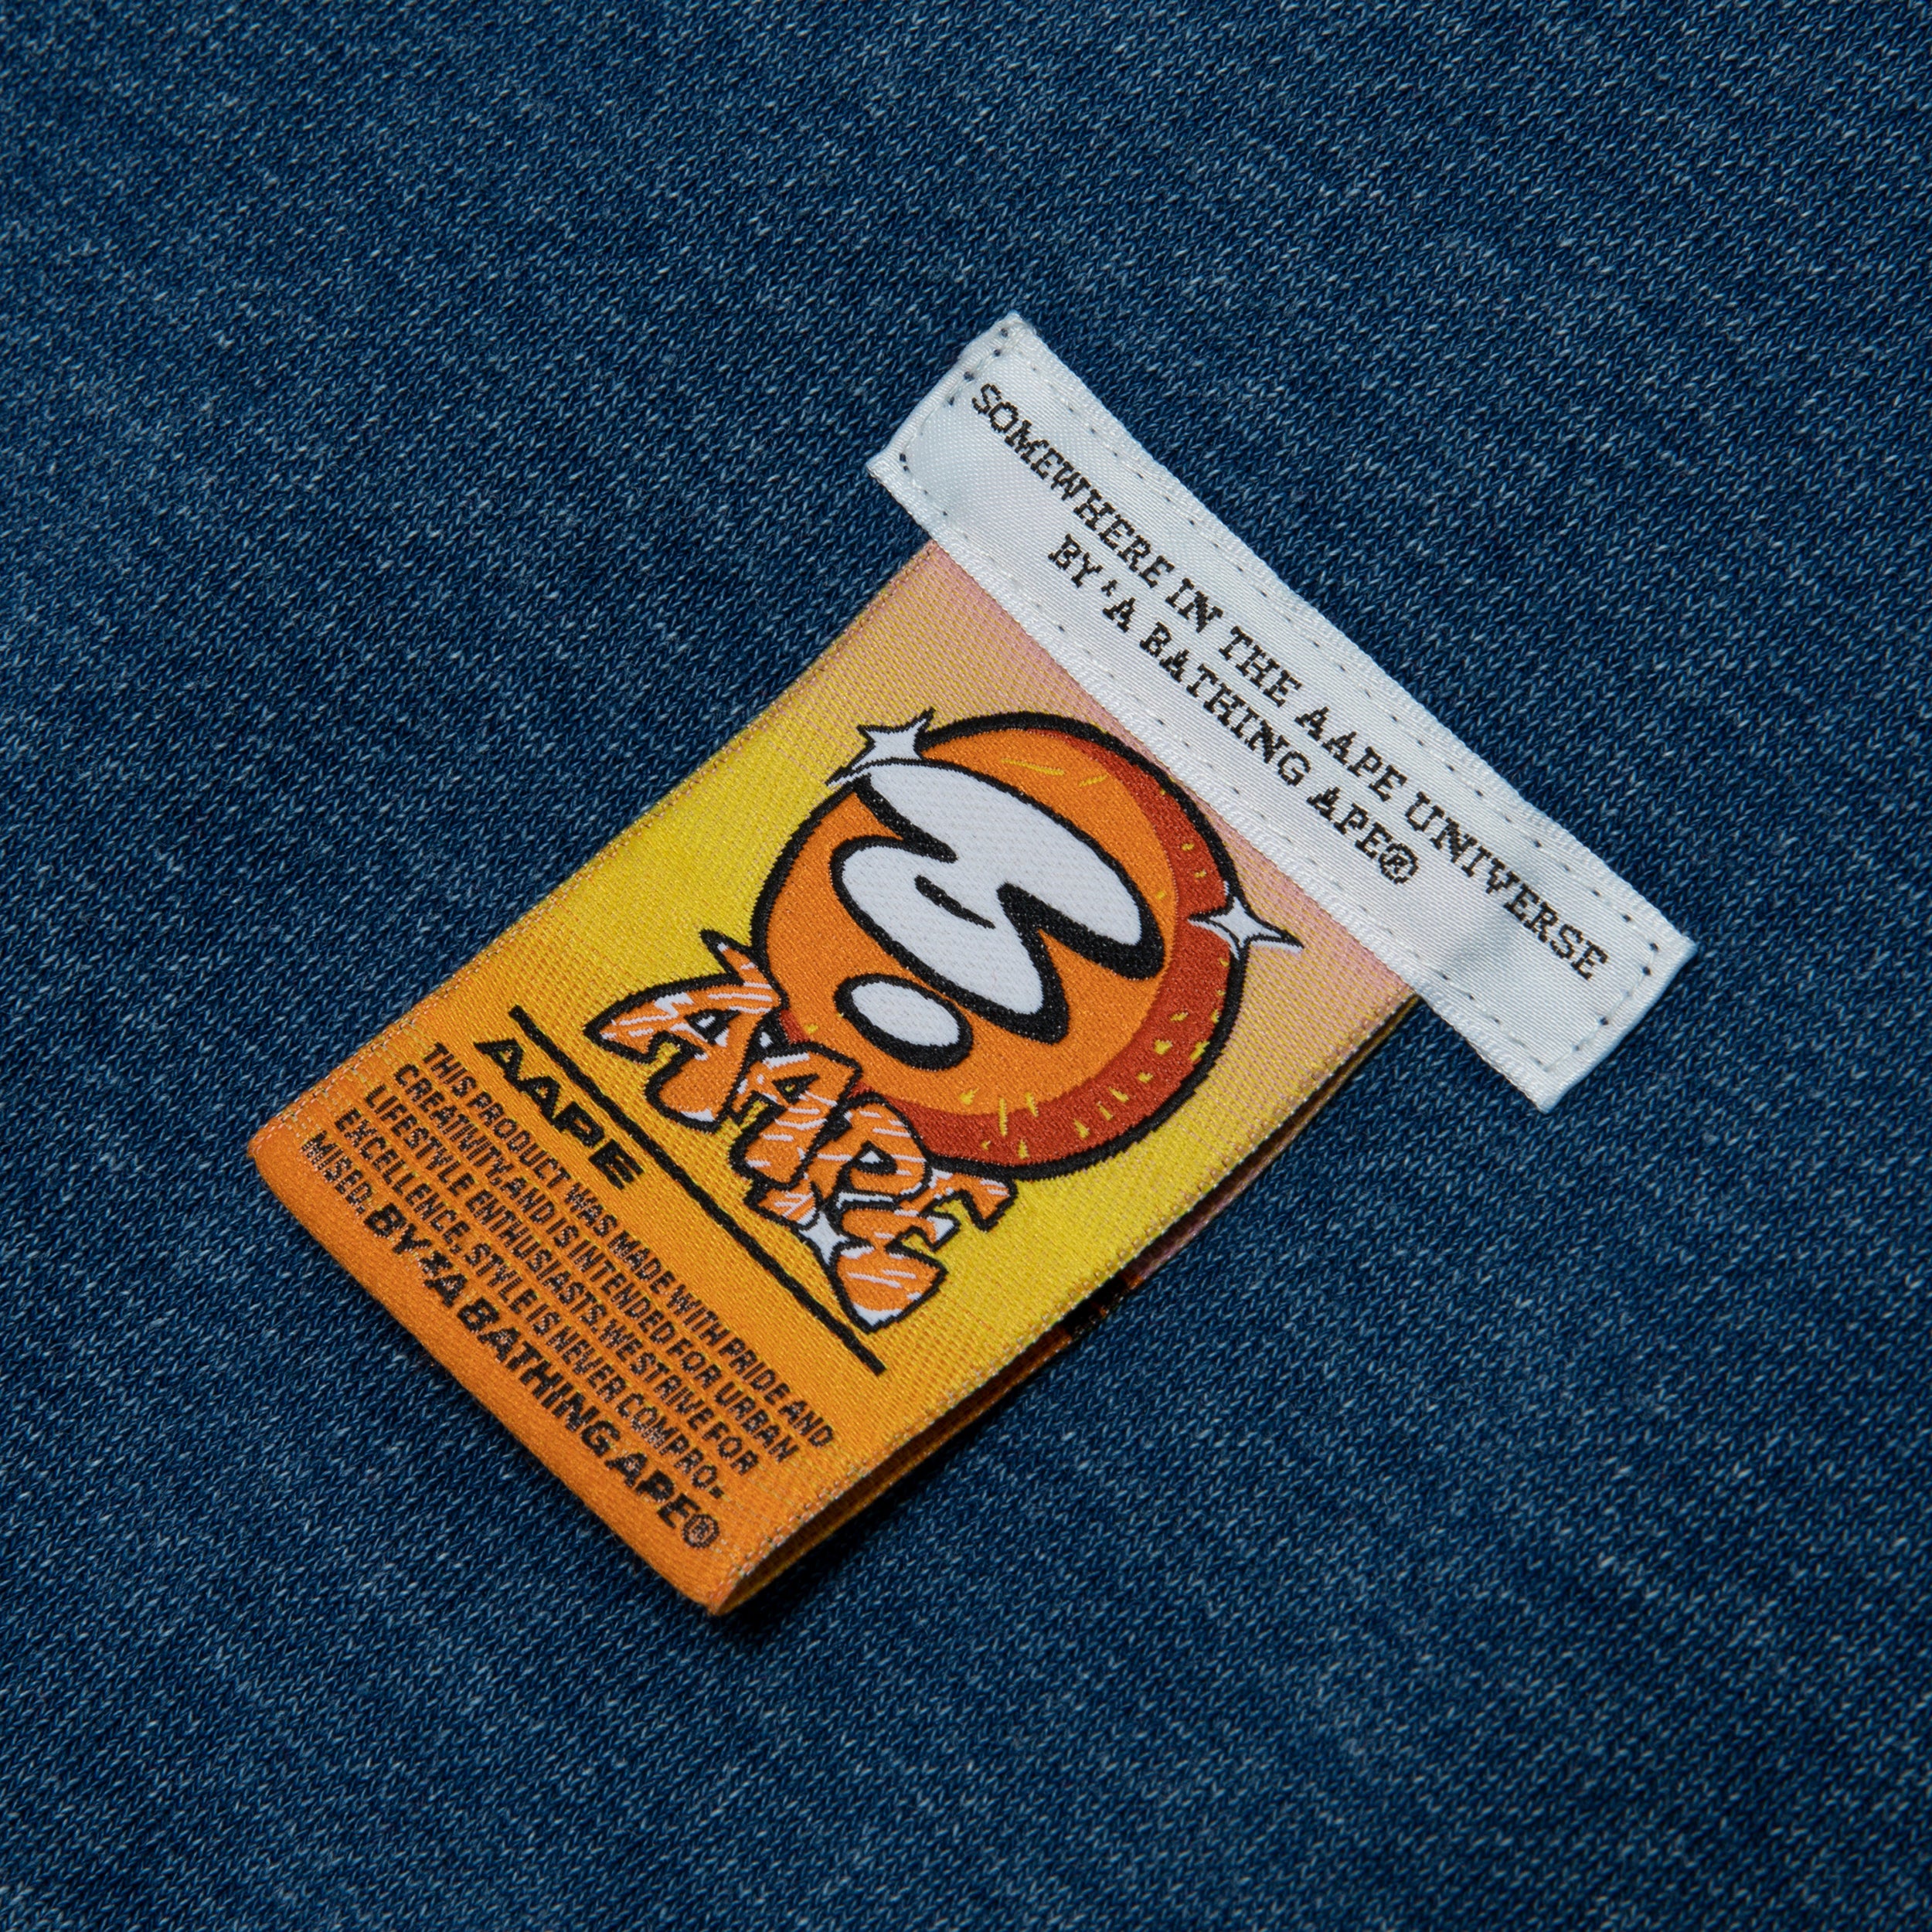 SOMEWHERE IN THE AAPE UNIVERSE
BY *A BATHING APE®
AAPE
AAPE
THIS PRODUCT WAS MADE WITH PRIDE AND
CREATIVITY, AND IS INTENDED FOR URBAN
LIFESTYLE ENTHUSIASTS. WE STRIVE FOR
EXCELLENCE, STYLE IS NEVER COMPRO-
MISED. BY *A BATHING APE®